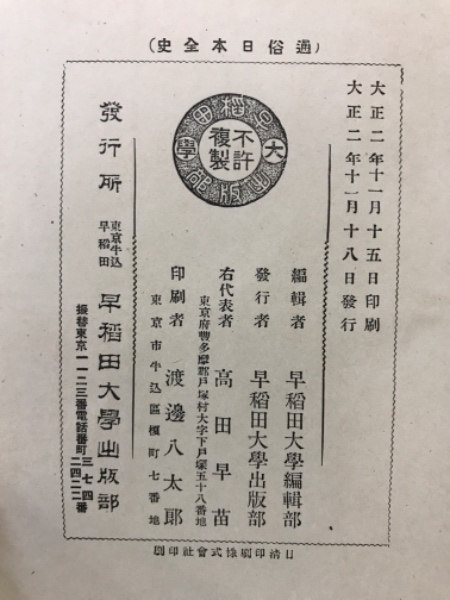 （通俗日本全史）
大正二年十一月十五日印刷
大正二年十一月十八日發行
早稻田大學出版部
不許複製
編輯者 早稻田大學編輯部
發行者 早稻田大學出版部
右代表者 高田早苗
東京府豐多摩郡戸塚村大字下戸塚五十八番地
印刷者 渡邊八太郎
東京市牛込區榎町七番地
發行所 東京牛込早稻田 早稻田大學出版部
振替東京一一二三番電話番町三七四二四二二番
日清印刷株式會社印刷